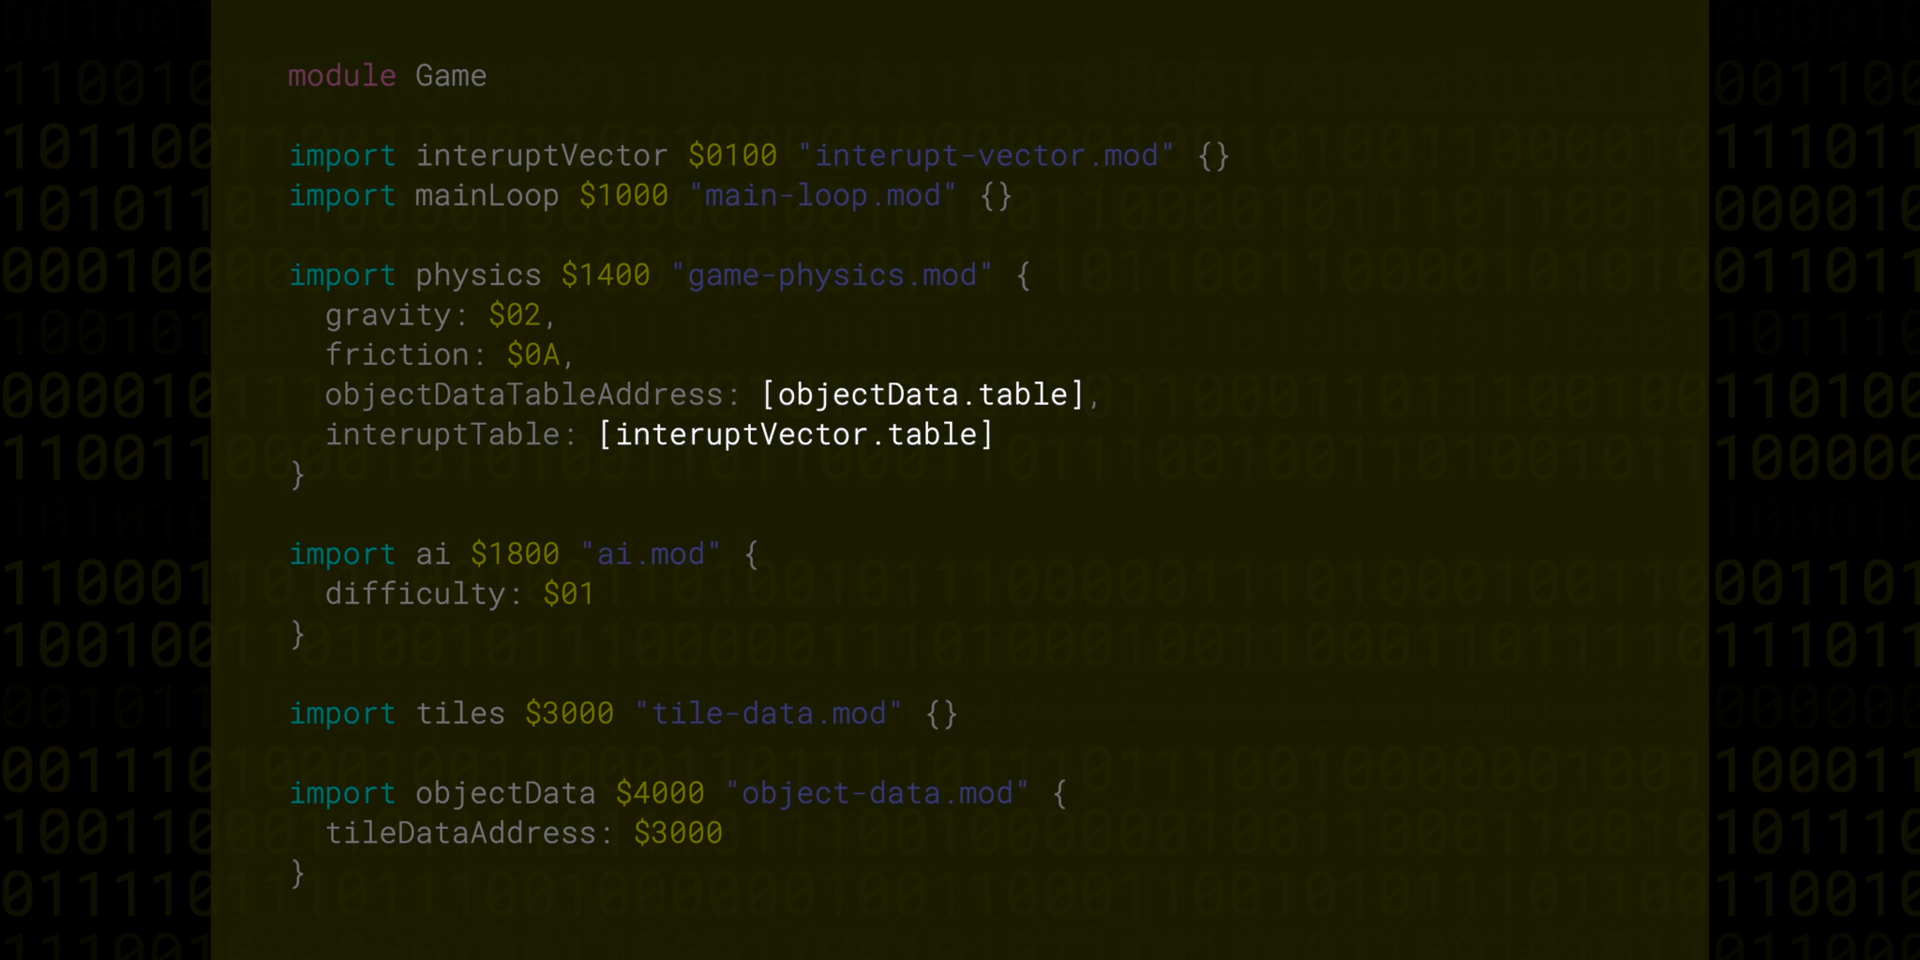 module Game
import interuptVector $0100 "interupt-vector.mod" {}
import mainLoop $1000 "main-loop.mod" {}
import physics $1400 "game-physics.mod" {
gravity: $02,
friction: $0A,
objectDataTableAddress: [objectData.table],
interuptTable: [interuptVector.table]
}
import ai $1800 "ai.mod" {
difficulty: $01
}
import tiles $3000 "tile-data.mod" {}
import objectData $4000 "object-data.mod" {
tileDataAddress: $3000
}